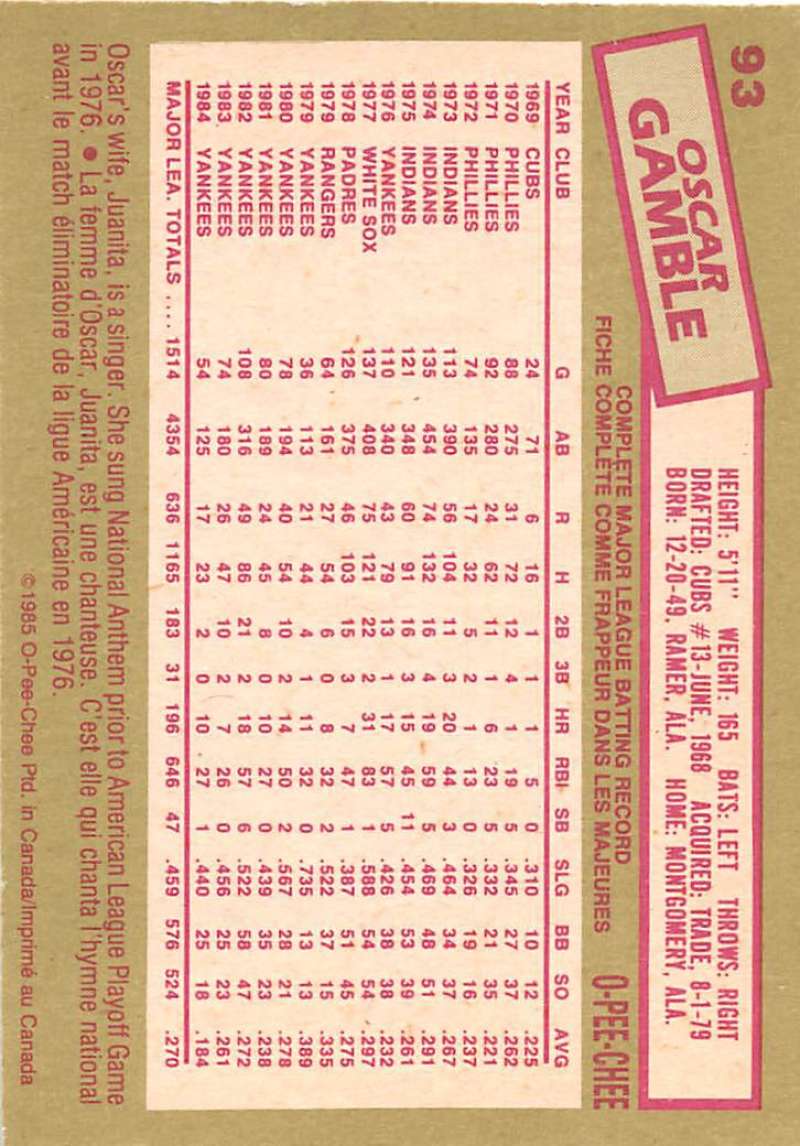 93
OSCAR
GAMBLE
HEIGHT: 5'11" WEIGHT: 165 BATS: LEFT THROWS: RIGHT
DRAFTED: CUBS #13-JUNE, 1968 ACQUIRED: TRADE, 8-1-79
BORN: 12-20-49, RAMER, ALA. HOME: MONTGOMERY, ALA.
COMPLETE MAJOR LEAGUE BATTING RECORD
FICHE COMPLÈTE COMME FRAPPEUR DANS LES MAJEURES
O-PEE-CHEE
YEAR CLUB G AB R H 2B 3B HR RBI SB SLG BB SO AVG
1969 CUBS 24 71 6 16 1 1 1 5 0 .310 10 12 .225
1970 PHILLIES 88 275 31 72 12 4 1 19 5 .345 27 37 .262
1971 PHILLIES 92 280 24 62 11 1 6 23 5 .332 21 35 .221
1972 PHILLIES 74 135 17 32 5 2 1 13 0 .326 19 16 .237
1973 INDIANS 113 390 56 104 11 3 20 44 3 .464 34 37 .267
1974 INDIANS 135 454 74 132 16 4 19 59 5 .469 48 51 .291
1975 INDIANS 121 348 60 91 16 3 15 45 11 .454 53 39 .261
1976 YANKEES 110 340 43 79 13 1 17 57 5 .426 38 38 .232
1977 WHITE SOX 137 408 75 121 22 2 31 83 1 .588 54 54 .297
1978 PADRES 126 375 46 103 15 3 7 47 1 .387 51 45 .275
1979 RANGERS 64 161 27 54 6 0 8 32 2 .522 37 15 .335
1979 YANKEES 36 113 21 44 4 1 11 32 0 .735 13 13 .389
1980 YANKEES 78 194 40 54 10 2 14 50 2 .567 28 21 .278
1981 YANKEES 80 189 24 45 8 0 10 27 0 .439 35 23 .238
1982 YANKEES 108 316 49 86 21 2 18 57 6 .522 58 47 .272
1983 YANKEES 74 180 26 47 10 2 7 26 0 .456 25 23 .261
1984 YANKEES 54 125 17 23 2 0 10 27 1 .440 25 18 .184
MAJOR LEA. TOTALS .... 1514 4354 636 1165 183 31 196 646 47 .459 576 524 .270
Oscar's wife, Juanita, is a singer. She sung National Anthem prior to American League Playoff Game
in 1976. • La femme d'Oscar, Juanita, est une chanteuse. C'est elle qui chanta l'hymne national
avant le match éliminatoire de la ligue Américaine en 1976.
©1985 O-Pee-Chee Ptd. in Canada/Imprimé au Canada